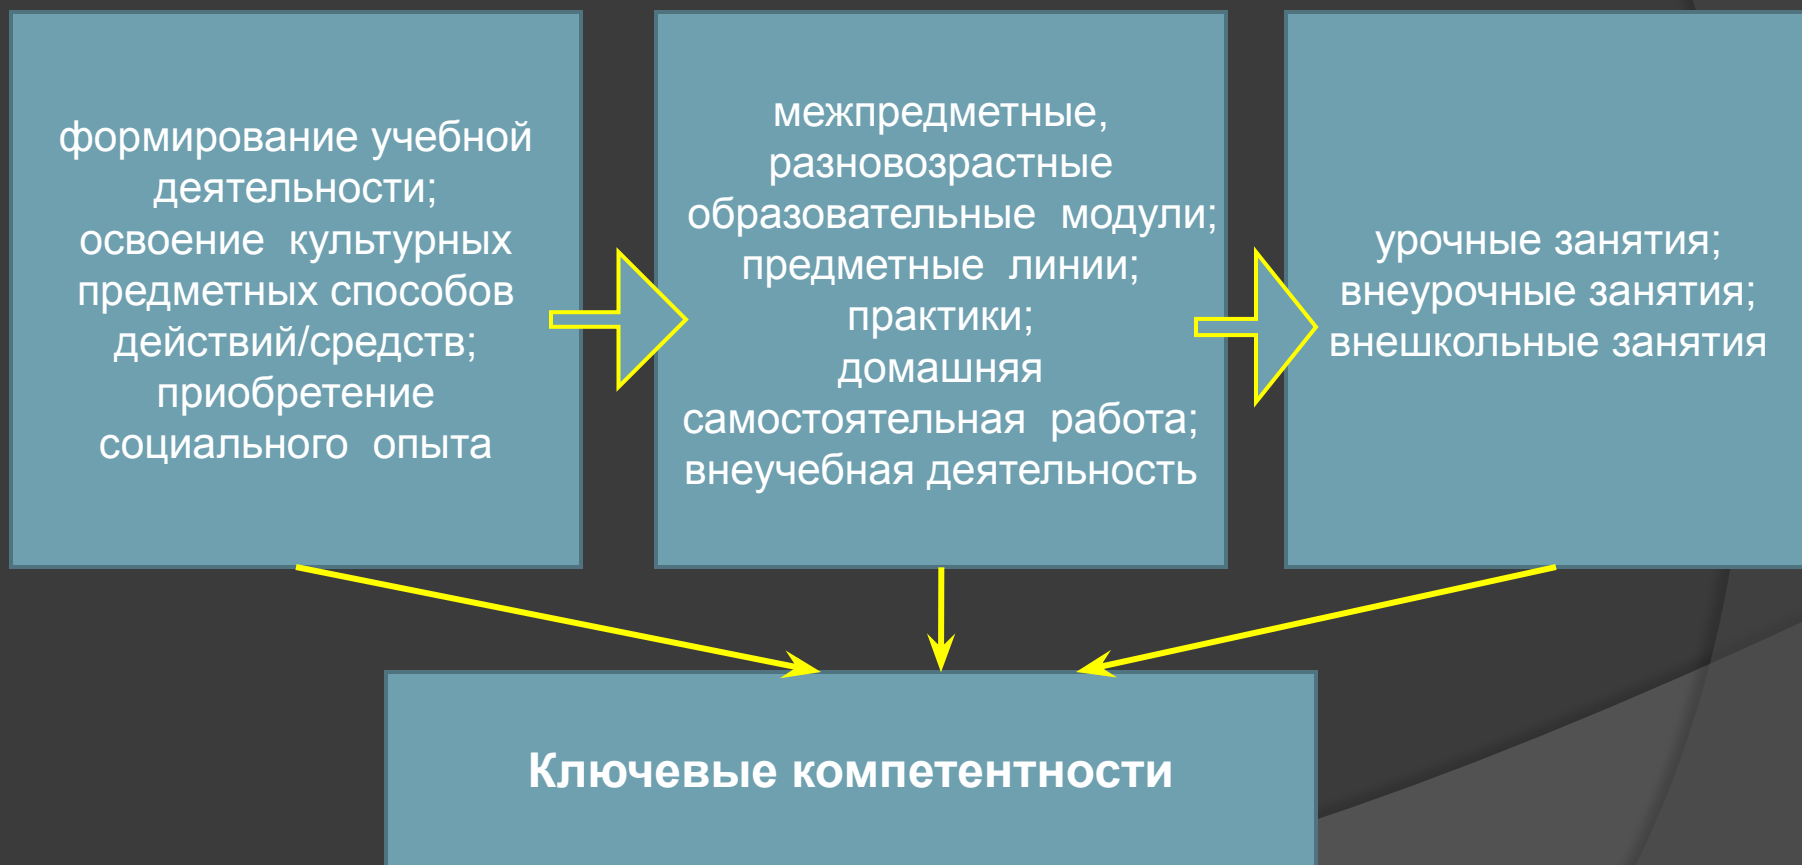 формирование учебной
деятельности;
освоение культурных
предметных способов
действий/средств;
приобретение
социального опыта
межпредметные,
разновозрастные
образовательные модули;
предметные линии;
практики;
домашняя
самостоятельная работа;
внеучебная деятельность
урочные занятия;
внеурочные занятия;
внешкольные занятия
Ключевые компетентности